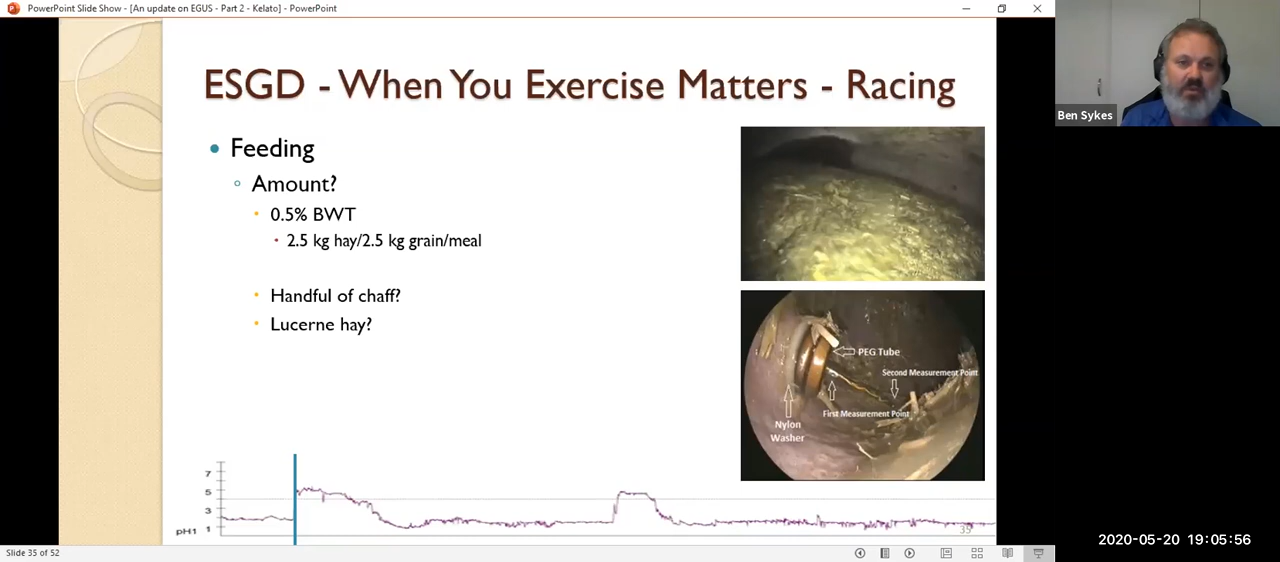 PowerPoint Slide Show - [An update on EGUS - Part 2 - Kelato] - PowerPoint
ESGD - When You Exercise Matters - Racing
Feeding
Amount?
0.5% BWT
2.5 kg hay/2.5 kg grain/meal
Handful of chaff?
Lucerne hay?
PEG Tube
Second Measurement Point
First Measurement Point
Nylon
Washer
7
5
3
pH1 1
35
Slide 35 of 52
Ben Sykes
2020-05-20 19:05:56